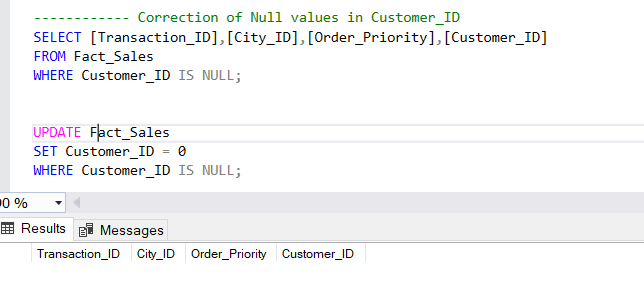 ------------ Correction of Null values in Customer_ID
SELECT [Transaction_ID],[City_ID],[Order_Priority],[Customer_ID]
FROM Fact_Sales
WHERE Customer_ID IS NULL;
UPDATE Fact_Sales
SET Customer_ID = 0
WHERE Customer_ID IS NULL;
00 %
Results Messages
Transaction_ID City_ID Order_Priority Customer_ID